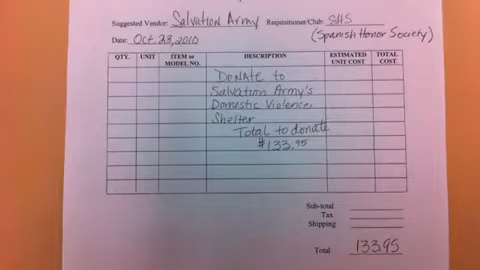 Suggested Vendor: Salvation Army Requisitioner/Club: SHS
Date: Oct. 23, 2010 (Spanish Honor Society)
QTY. UNIT ITEM or MODEL NO. DESCRIPTION ESTIMATED UNIT COST TOTAL COST
Donate to
Salvation Army's
Domestic Violence
Shelter
Total to donate
$133.95
Sub-total
Tax
Shipping
Total 133.95